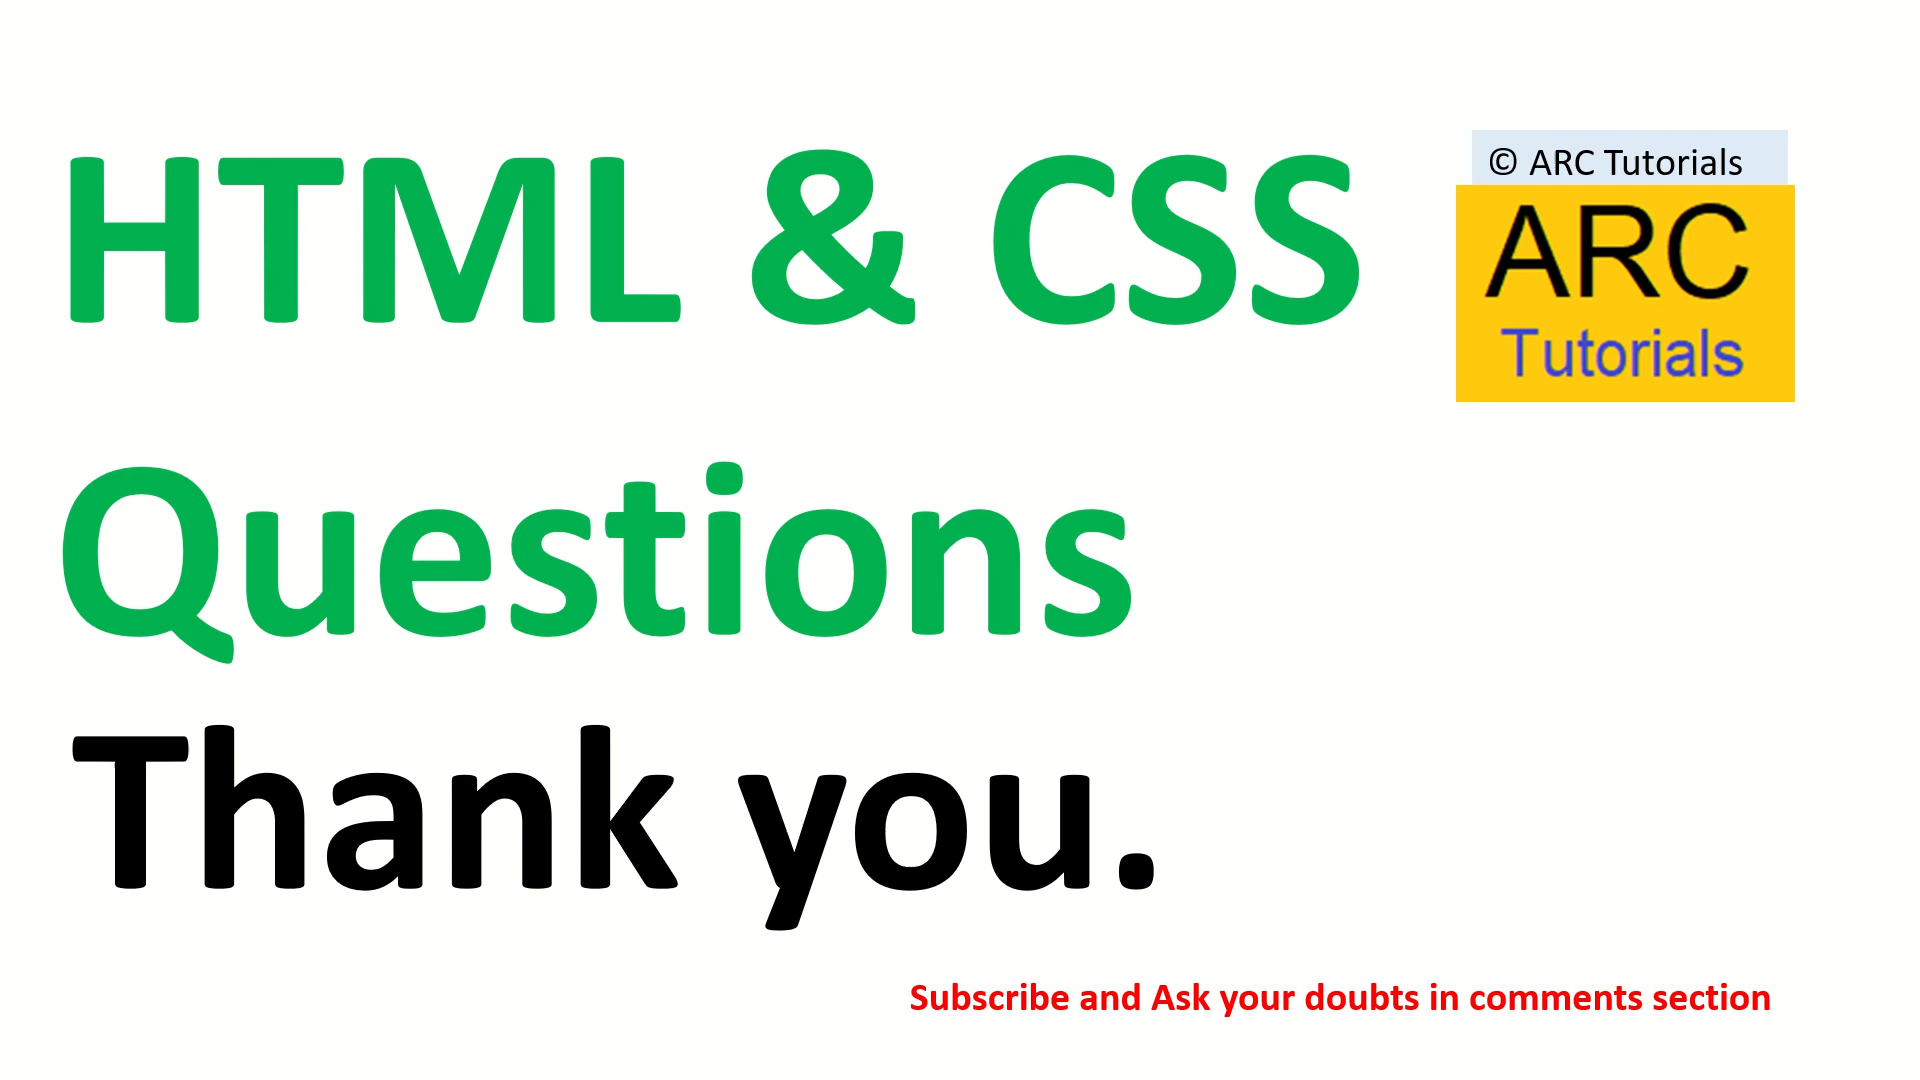 HTML & CSS
© ARC Tutorials
ARC
Tutorials
Questions
Thank you.
Subscribe and Ask your doubts in comments section